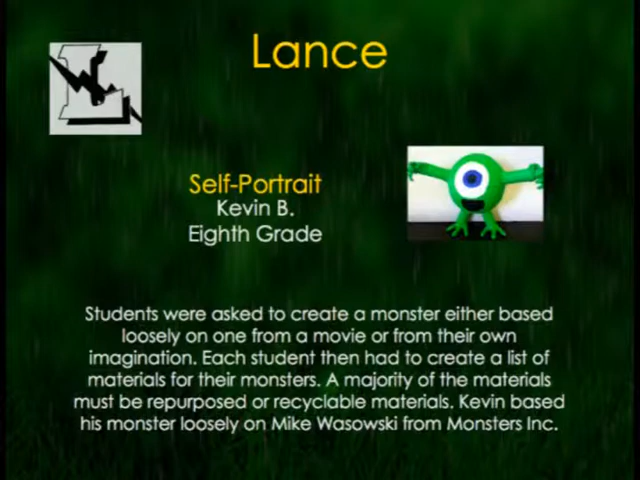 Lance
Self-Portrait
Kevin B.
Eighth Grade
Students were asked to create a monster either based
loosely on one from a movie or from their own
imagination. Each student then had to create a list of
materials for their monsters. A majority of the materials
must be repurposed or recyclable materials. Kevin based
his monster loosely on Mike Wasowski from Monsters Inc.